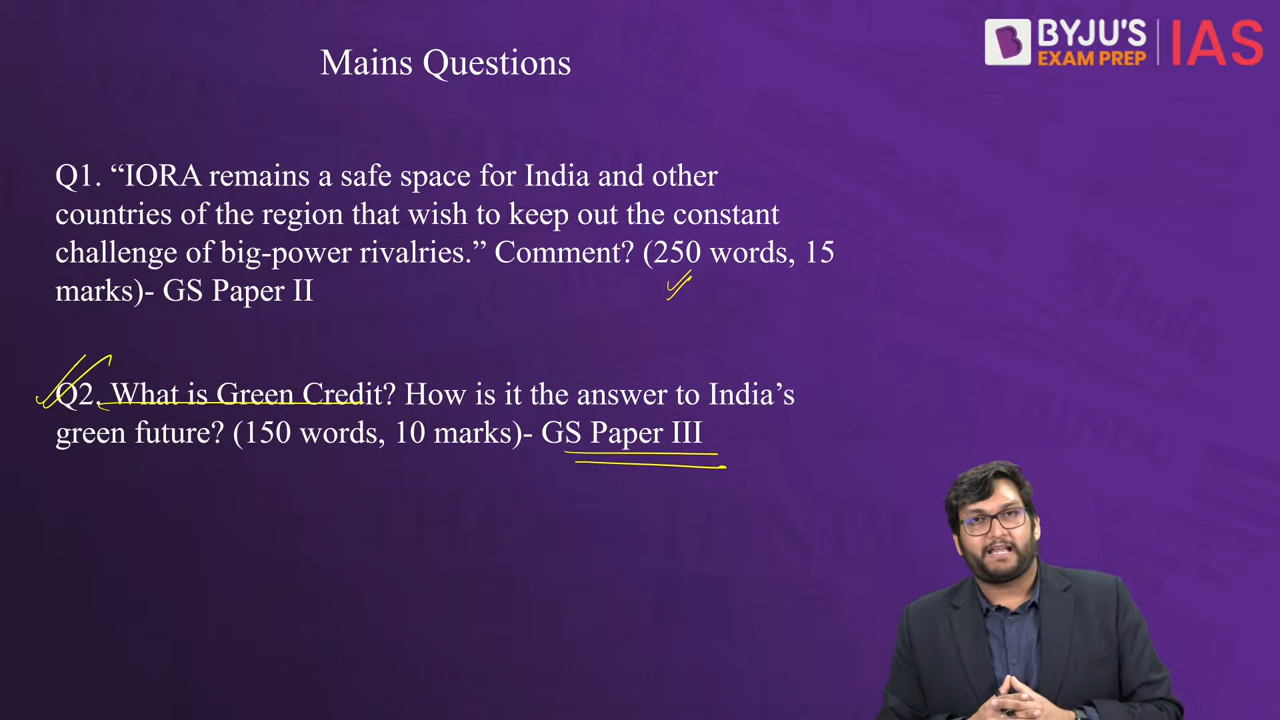 Mains Questions
BYJU'S
EXAM PREP
IAS
Q1. “IORA remains a safe space for India and other
countries of the region that wish to keep out the constant
challenge of big-power rivalries.” Comment? (250 words, 15
marks)- GS Paper II
Q2. What is Green Credit? How is it the answer to India’s
green future? (150 words, 10 marks)- GS Paper III
THE HINDU